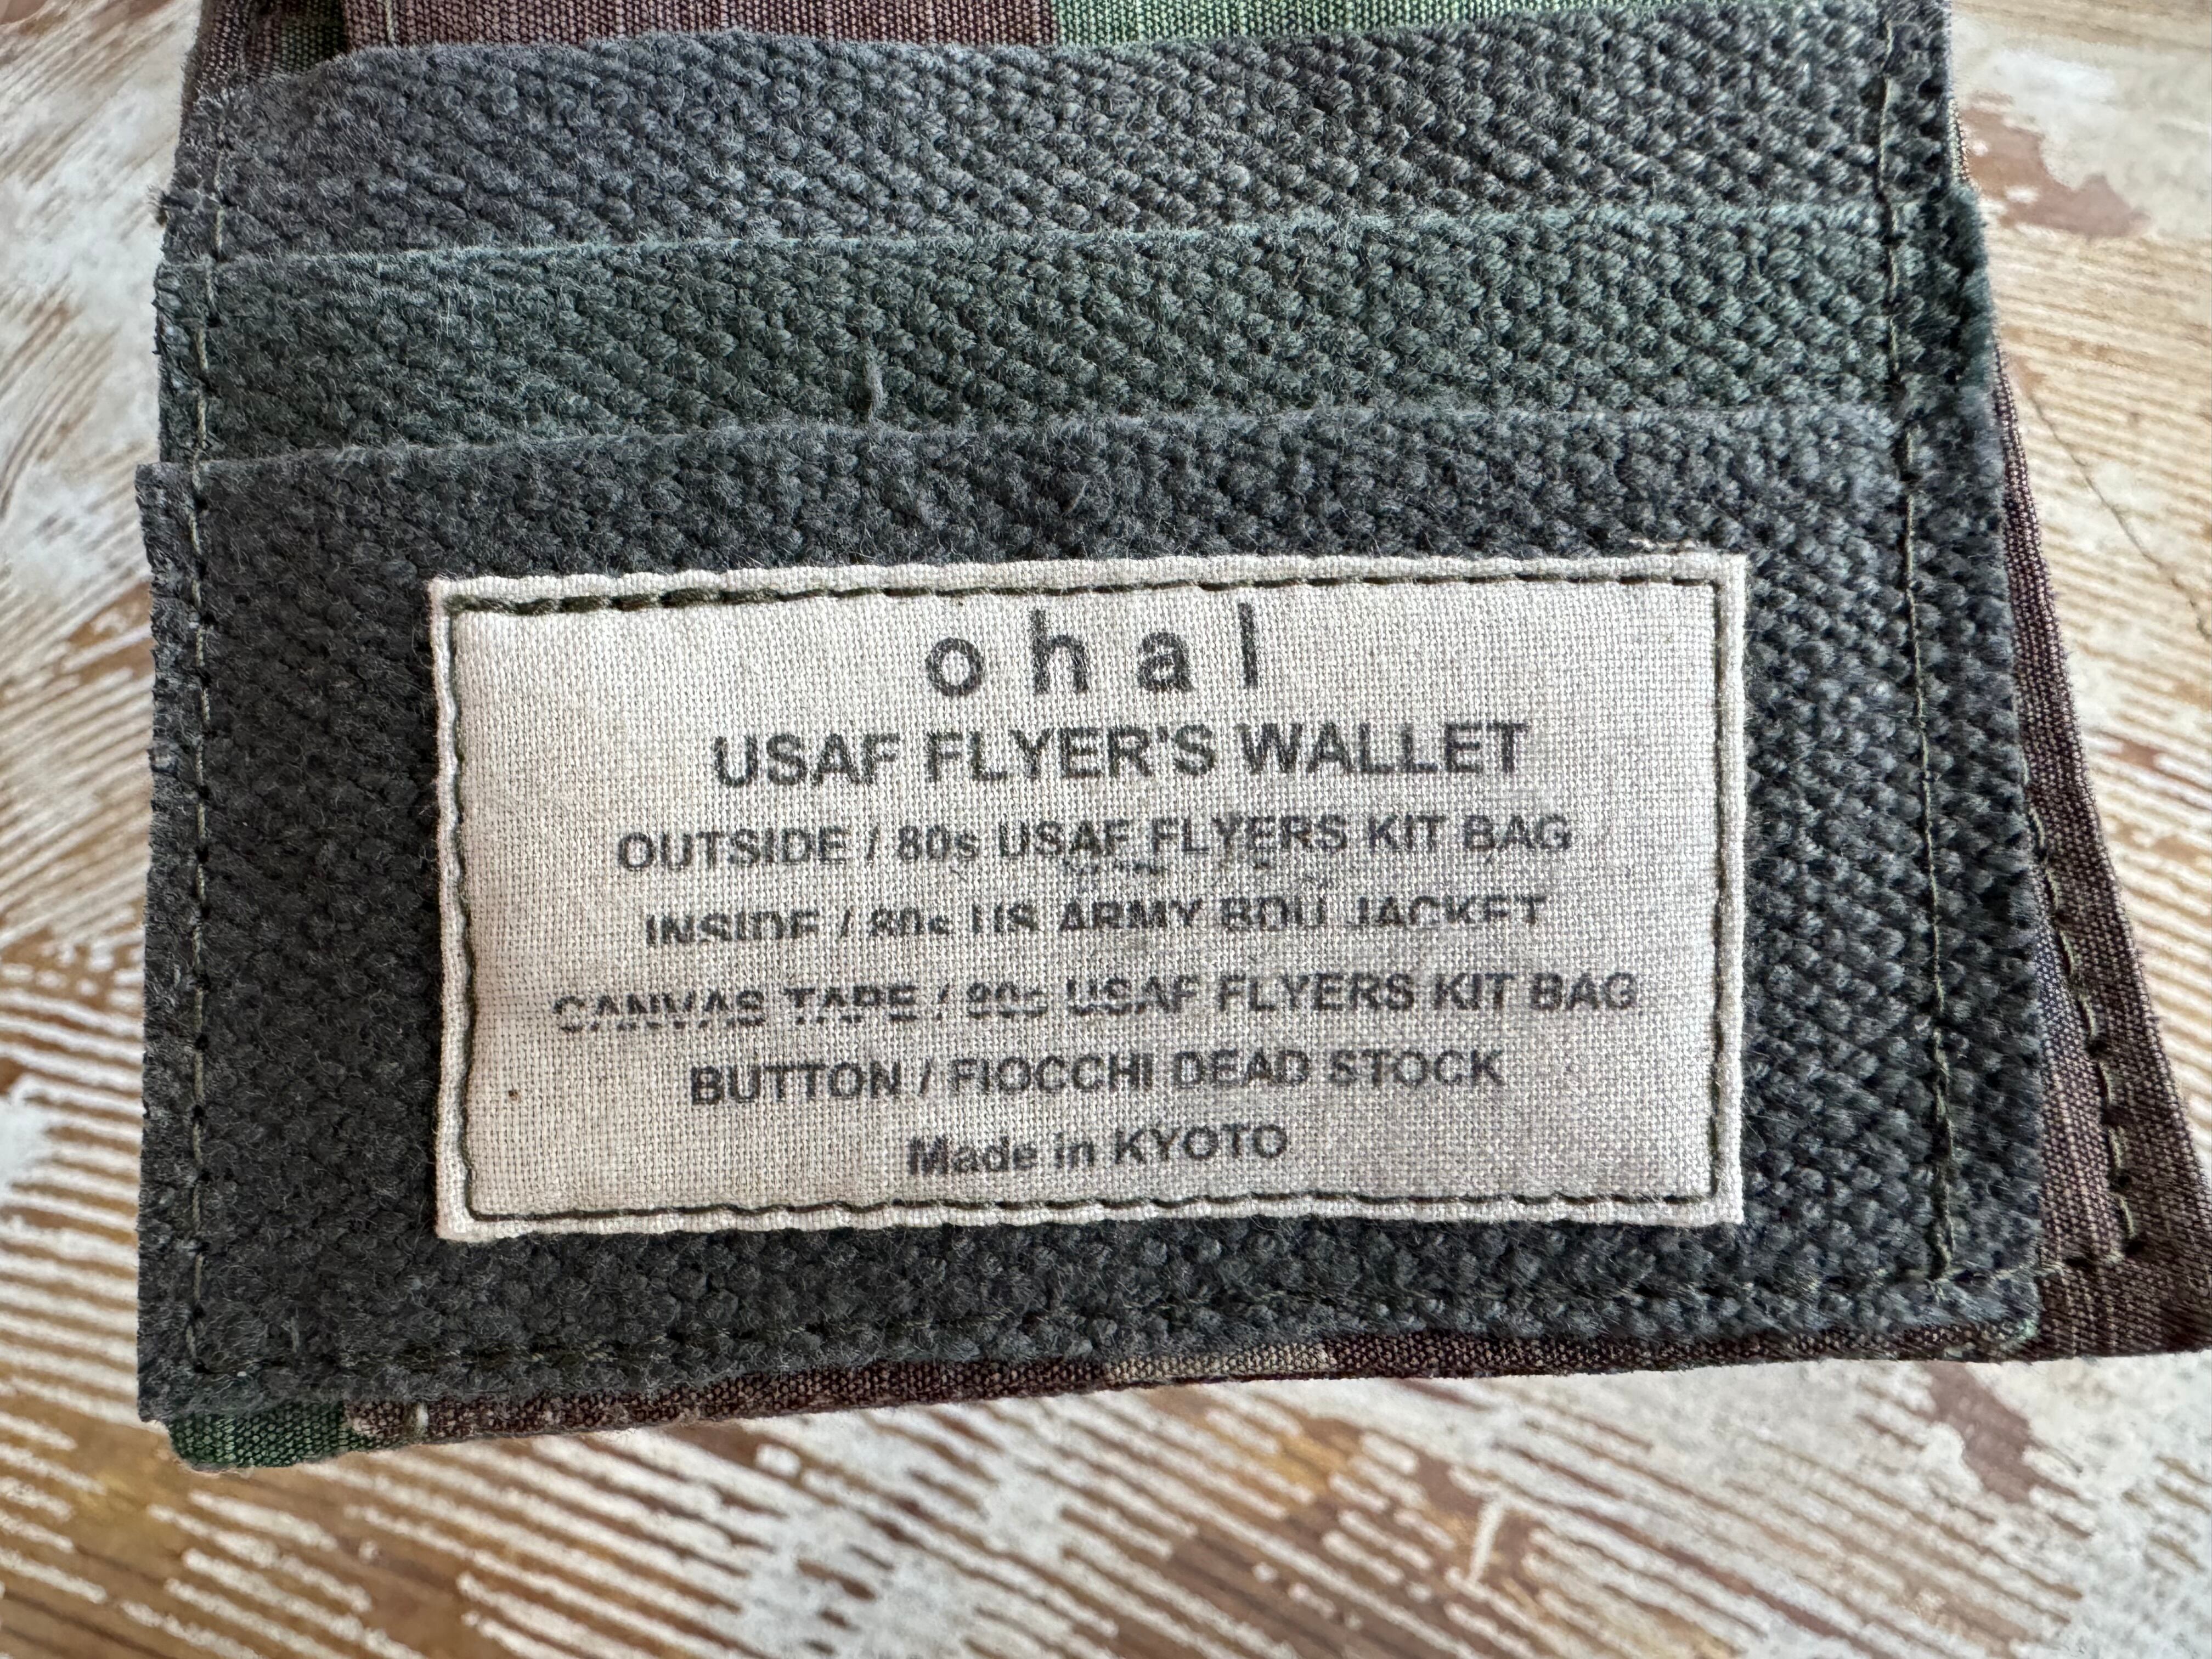 ohal
USAF FLYER'S WALLET
OUTSIDE / 80s USAF FLYERS KIT BAG
INSIDE / 80s US ARMY BDU JACKET
CANVAS TAPE / 80s USAF FLYERS KIT BAG
BUTTON / FIOCCHI DEAD STOCK
Made in KYOTO